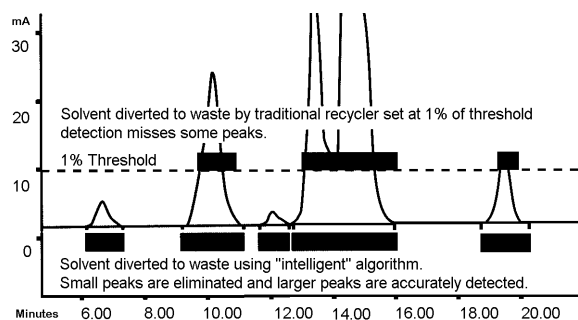 mA
30
20
Solvent diverted to waste by traditional recycler set at 1% of threshold
detection misses some peaks.
1% Threshold
10
0
Solvent diverted to waste using "intelligent" algorithm.
Small peaks are eliminated and larger peaks are accurately detected.
Minutes 6.00 8.00 10.00 12.00 14.00 16.00 18.00 20.00